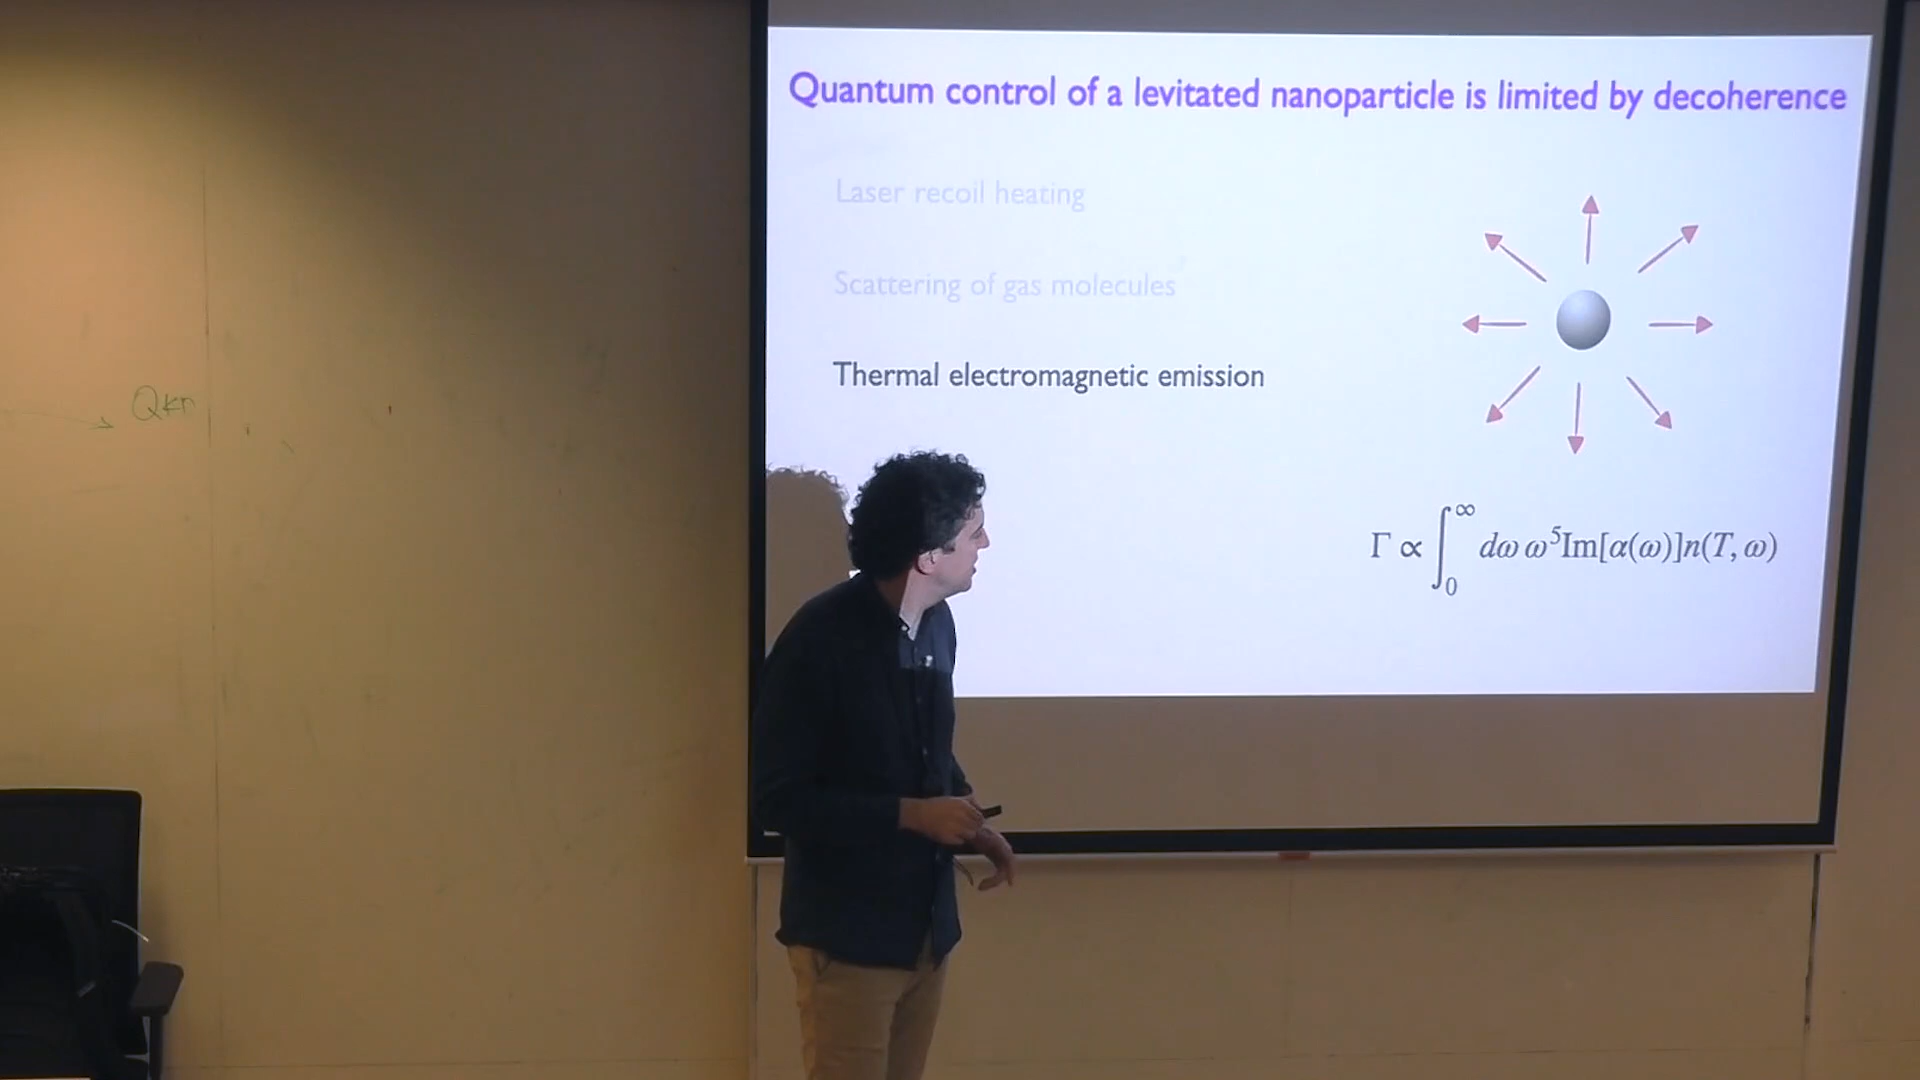 Quantum control of a levitated nanoparticle is limited by decoherence
Laser recoil heating
Scattering of gas molecules
Thermal electromagnetic emission
Γ ∝ ∫₀^∞ dω ω⁵Im[α(ω)]n(T, ω)